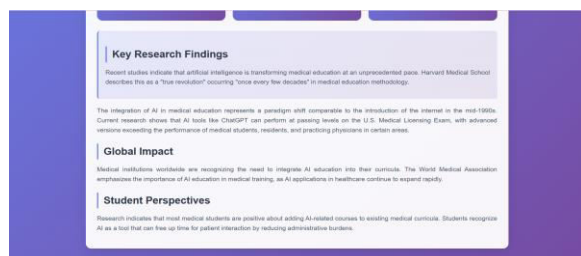 Key Research Findings
Recent studies indicate that artificial intelligence is transforming medical education at an unprecedented pace. Harvard Medical School
describes this as a "true revolution" occurring "once every few decades" in medical education methodology.
The integration of AI in medical education represents a paradigm shift comparable to the introduction of the internet in the mid-1990s.
Current research shows that AI tools like ChatGPT can perform at passing levels on the U.S. Medical Licensing Exam, with advanced
versions exceeding the performance of medical students, residents, and practicing physicians in certain areas.
Global Impact
Medical institutions worldwide are recognizing the need to integrate AI education into their curricula. The World Medical Association
emphasizes the importance of AI education in medical training, as AI applications in healthcare continue to expand rapidly.
Student Perspectives
Research indicates that most medical students are positive about adding AI-related courses to existing medical curricula. Students recognize
AI as a tool that can free up time for patient interaction by reducing administrative burdens.